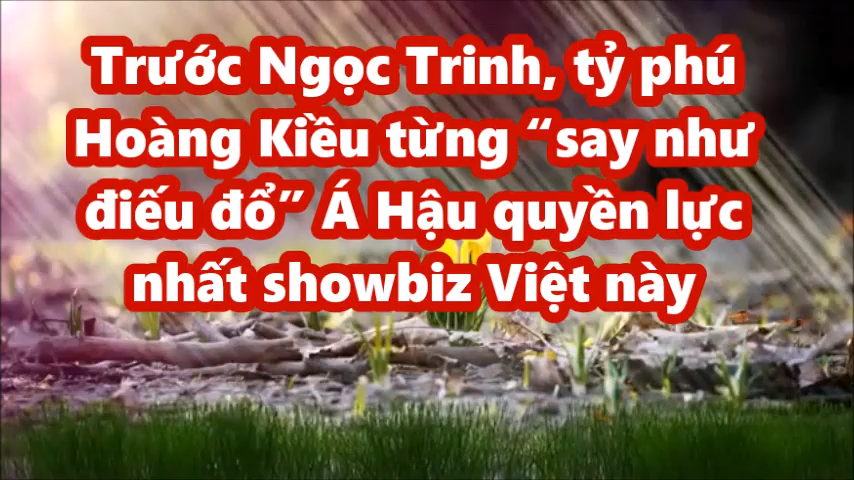 Trước Ngọc Trinh, tỷ phú
Hoàng Kiều từng “say như
điếu đổ” Á Hậu quyền lực
nhất showbiz Việt này